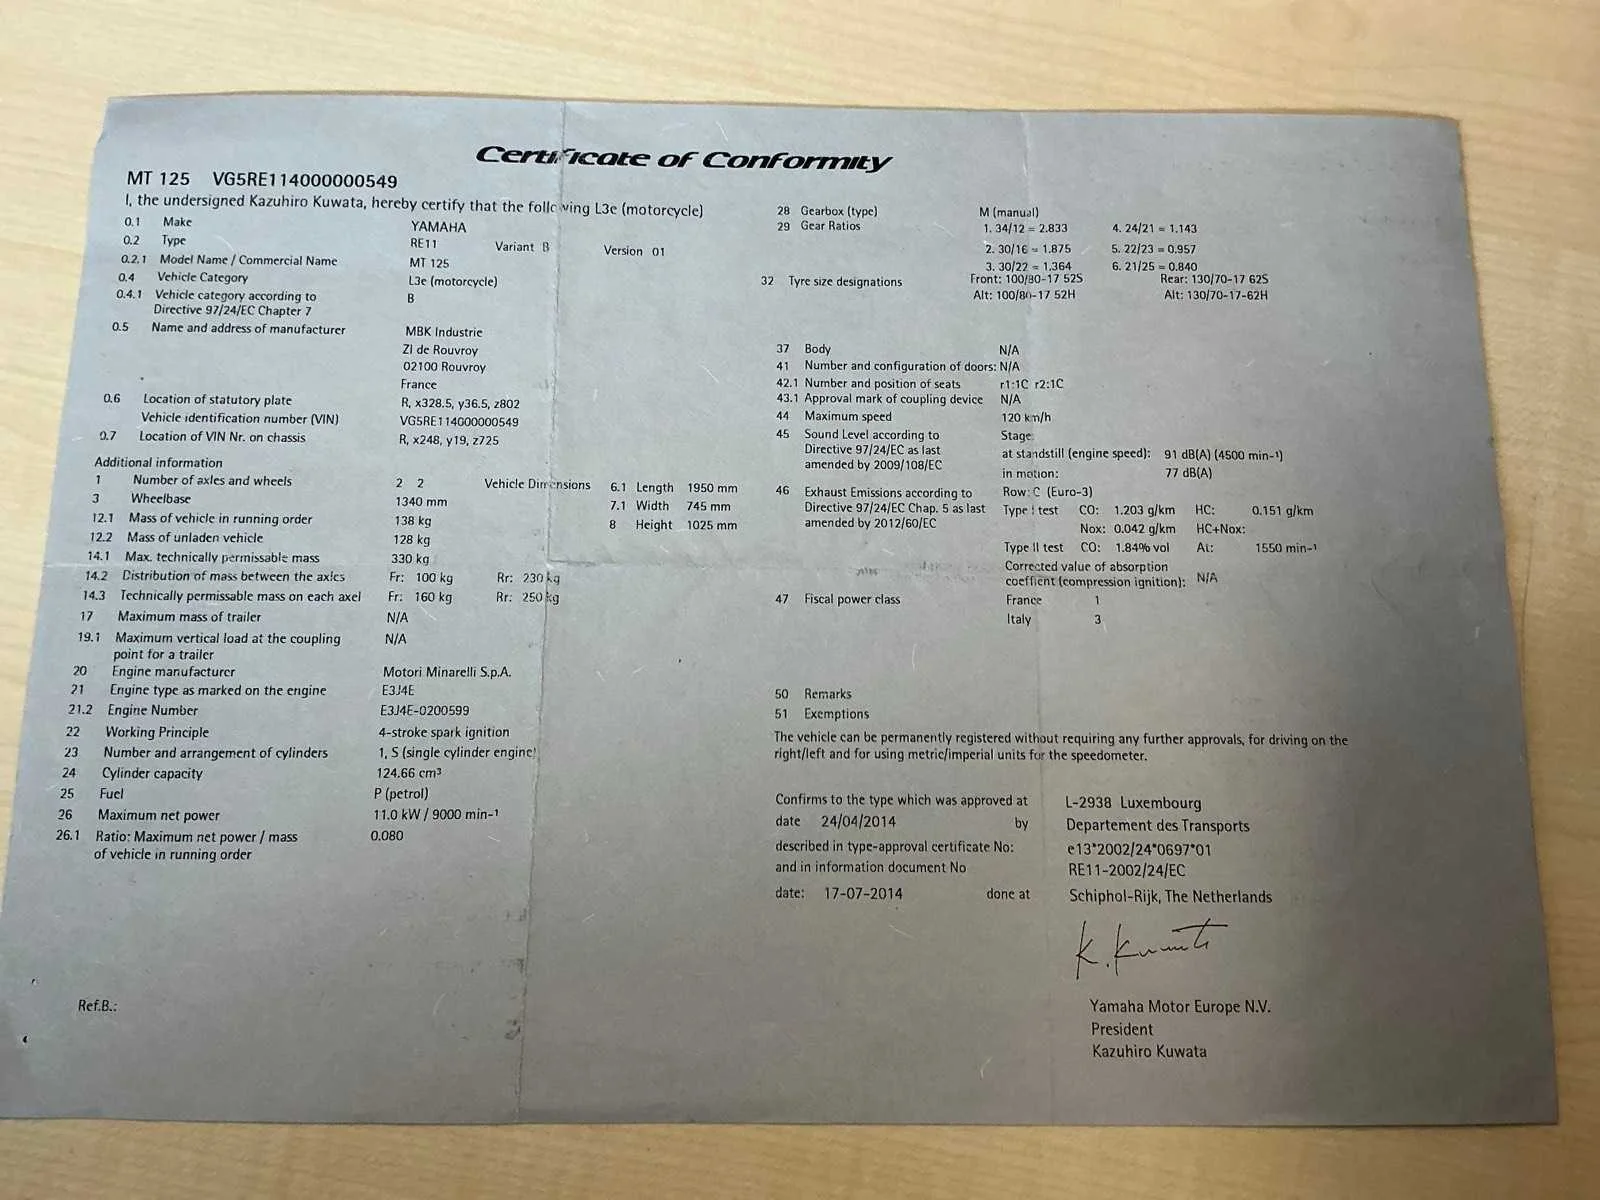 Certificate of Conformity
MT 125 VG5RE114000000549
I, the undersigned Kazuhiro Kuwata, hereby certify that the following L3e (motorcycle)
0.1 Make YAMAHA
0.2 Type RE11 Variant B Version 01
0.2.1 Model Name / Commercial Name MT 125
0.4 Vehicle Category L3e (motorcycle)
0.4.1 Vehicle category according to B
Directive 97/24/EC Chapter 7
0.5 Name and address of manufacturer MBK Industrie
ZI de Rouvroy
02100 Rouvroy
France
0.6 Location of statutory plate R, x328.5, y36.5, z802
Vehicle identification number (VIN) VG5RE114000000549
0.7 Location of VIN Nr. on chassis R, x248, y19, z725
Additional information
1 Number of axles and wheels 2 2 Vehicle Dimensions 6.1 Length 1950 mm
3 Wheelbase 1340 mm 7.1 Width 745 mm
12.1 Mass of vehicle in running order 138 kg 8 Height 1025 mm
12.2 Mass of unladen vehicle 128 kg
14.1 Max. technically permissable mass 330 kg
14.2 Distribution of mass between the axles Fr: 100 kg Rr: 230 kg
14.3 Technically permissable mass on each axel Fr: 160 kg Rr: 250 kg
17 Maximum mass of trailer N/A
19.1 Maximum vertical load at the coupling N/A
point for a trailer
20 Engine manufacturer Motori Minarelli S.p.A.
21 Engine type as marked on the engine E3J4E
21.2 Engine Number E3J4E-0200599
22 Working Principle 4-stroke spark ignition
23 Number and arrangement of cylinders 1, S (single cylinder engine)
24 Cylinder capacity 124.66 cm³
25 Fuel P (petrol)
26 Maximum net power 11.0 kW / 9000 min-¹
26.1 Ratio: Maximum net power / mass 0.080
of vehicle in running order
Ref.B.:
28 Gearbox (type) M (manual)
29 Gear Ratios 1. 34/12 = 2.833 4. 24/21 = 1.143
2. 30/16 = 1.875 5. 22/23 = 0.957
3. 30/22 = 1.364 6. 21/25 = 0.840
32 Tyre size designations Front: 100/80-17 52S Rear: 130/70-17 62S
Alt: 100/80-17 52H Alt: 130/70-17-62H
37 Body N/A
41 Number and configuration of doors: N/A
42.1 Number and position of seats r1:1C r2:1C
43.1 Approval mark of coupling device N/A
44 Maximum speed 120 km/h
45 Sound Level according to Stage:
Directive 97/24/EC as last at standstill (engine speed): 91 dB(A) (4500 min-¹)
amended by 2009/108/EC in motion: 77 dB(A)
46 Exhaust Emissions according to Row: C (Euro-3)
Directive 97/24/EC Chap. 5 as last Type I test CO: 1.203 g/km HC: 0.151 g/km
amended by 2012/60/EC Nox: 0.042 g/km HC+Nox:
Type II test CO: 1.84% vol At: 1550 min-¹
Corrected value of absorption
coeffient (compression ignition): N/A
47 Fiscal power class France 1
Italy 3
50 Remarks
51 Exemptions
The vehicle can be permanently registered without requiring any further approvals, for driving on the
right/left and for using metric/imperial units for the speedometer.
Confirms to the type which was approved at L-2938 Luxembourg
date 24/04/2014 by Departement des Transports
described in type-approval certificate No: e13*2002/24*0697*01
and in information document No RE11-2002/24/EC
date: 17-07-2014 done at Schiphol-Rijk, The Netherlands
K. Kuwata
Yamaha Motor Europe N.V.
President
Kazuhiro Kuwata